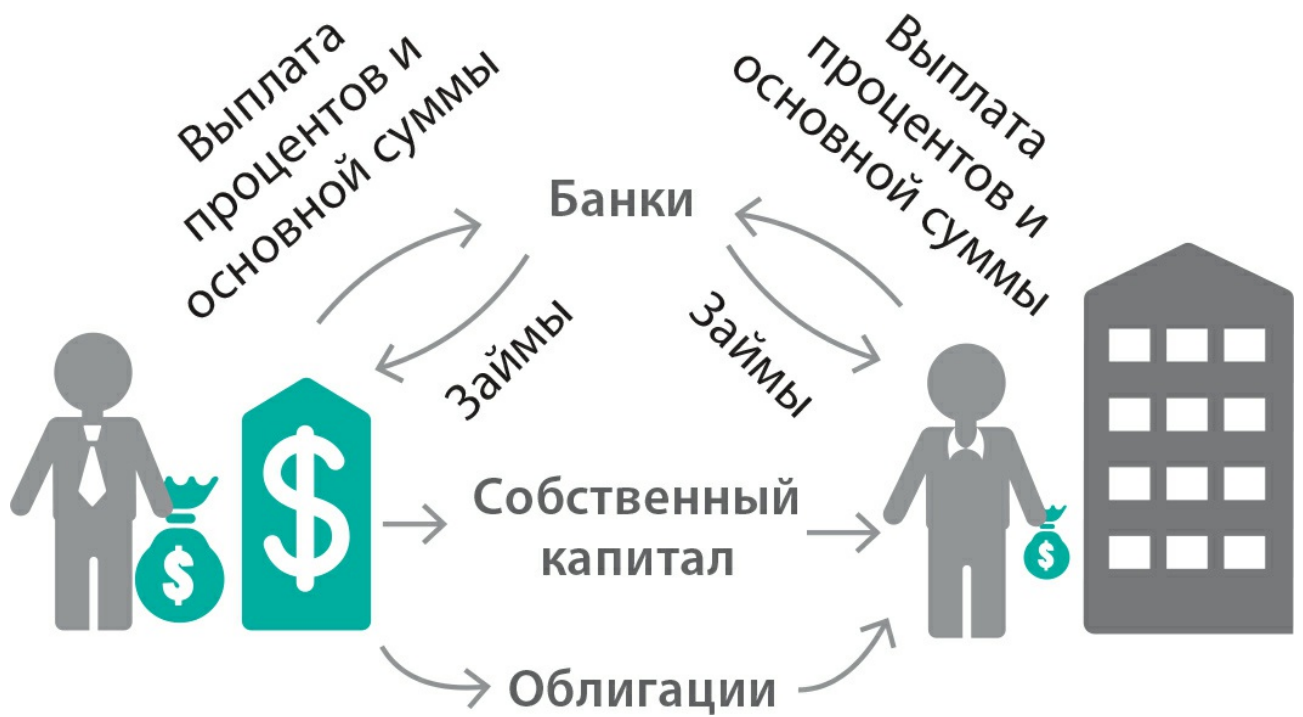 Выплата
процентов и
основной суммы
Выплата
процентов и
основной суммы
Банки
Займы
Займы
$
$
$
Собственный
капитал
Облигации